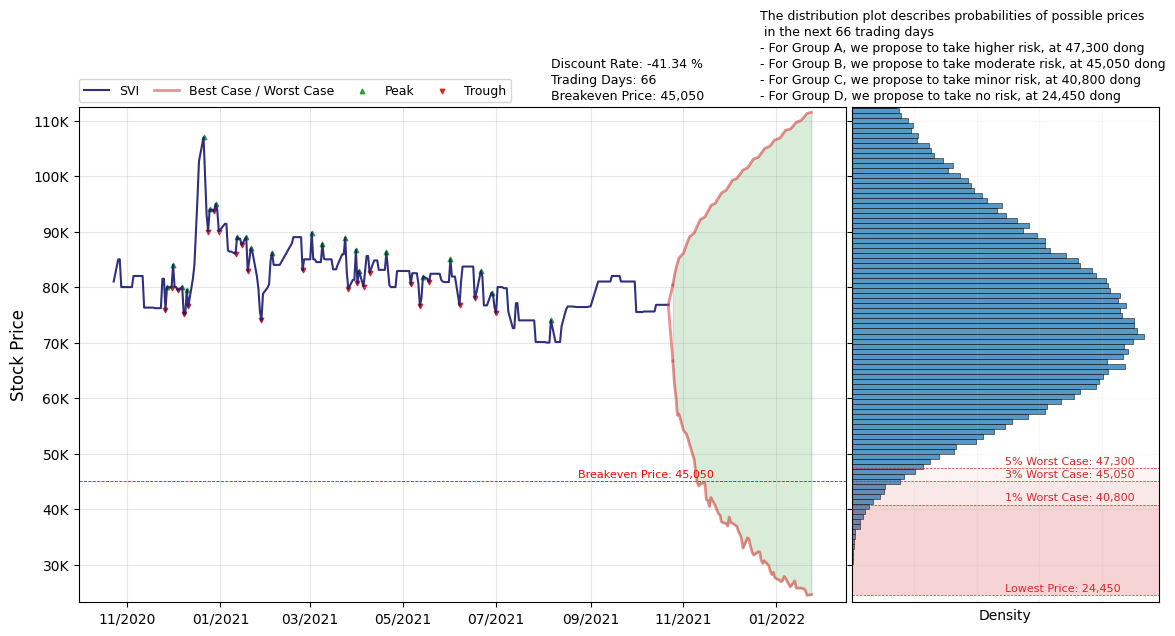 The distribution plot describes probabilities of possible prices
in the next 66 trading days
- For Group A, we propose to take higher risk, at 47,300 dong
- For Group B, we propose to take moderate risk, at 45,050 dong
- For Group C, we propose to take minor risk, at 40,800 dong
- For Group D, we propose to take no risk, at 24,450 dong
Discount Rate: -41.34 %
Trading Days: 66
Breakeven Price: 45,050
SVI
Best Case / Worst Case
Peak
Trough
Stock Price
110K
100K
90K
80K
70K
60K
50K
40K
30K
Breakeven Price: 45,050
5% Worst Case: 47,300
3% Worst Case: 45,050
1% Worst Case: 40,800
Lowest Price: 24,450
11/2020
01/2021
03/2021
05/2021
07/2021
09/2021
11/2021
01/2022
Density